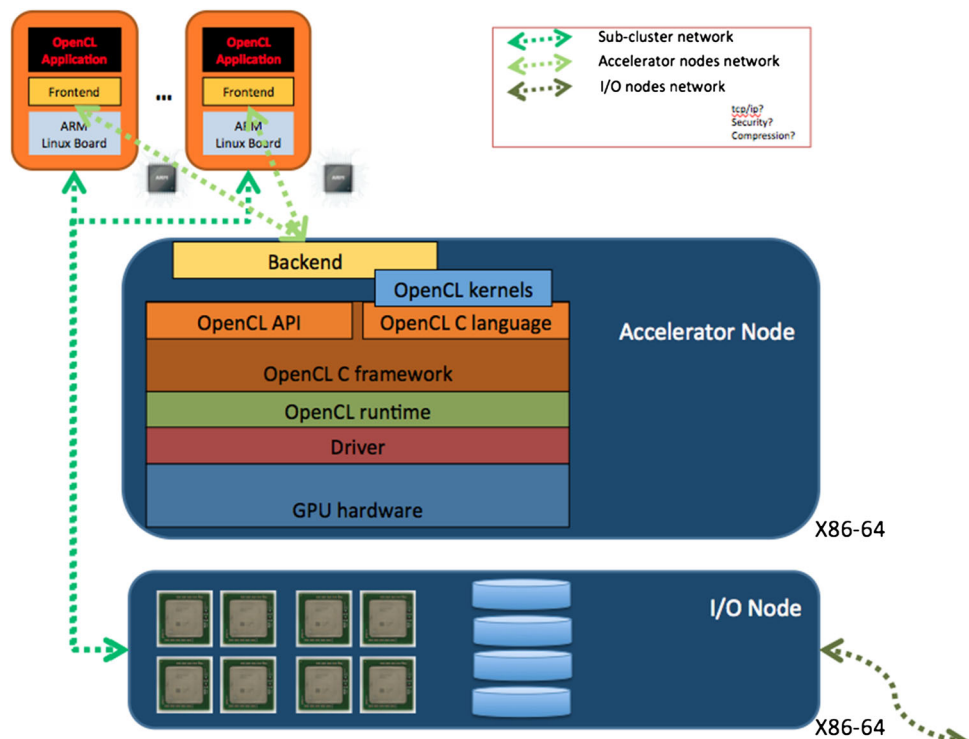 OpenCL
Application
Frontend
ARM
Linux Board
...
OpenCL
Application
Frontend
ARM
Linux Board
Sub-cluster network
Accelerator nodes network
I/O nodes network
tcp/ip?
Security?
Compression?
ARM
ARM
Backend
OpenCL kernels
OpenCL API
OpenCL C language
Accelerator Node
OpenCL C framework
OpenCL runtime
Driver
GPU hardware
X86-64
I/O Node
X86-64